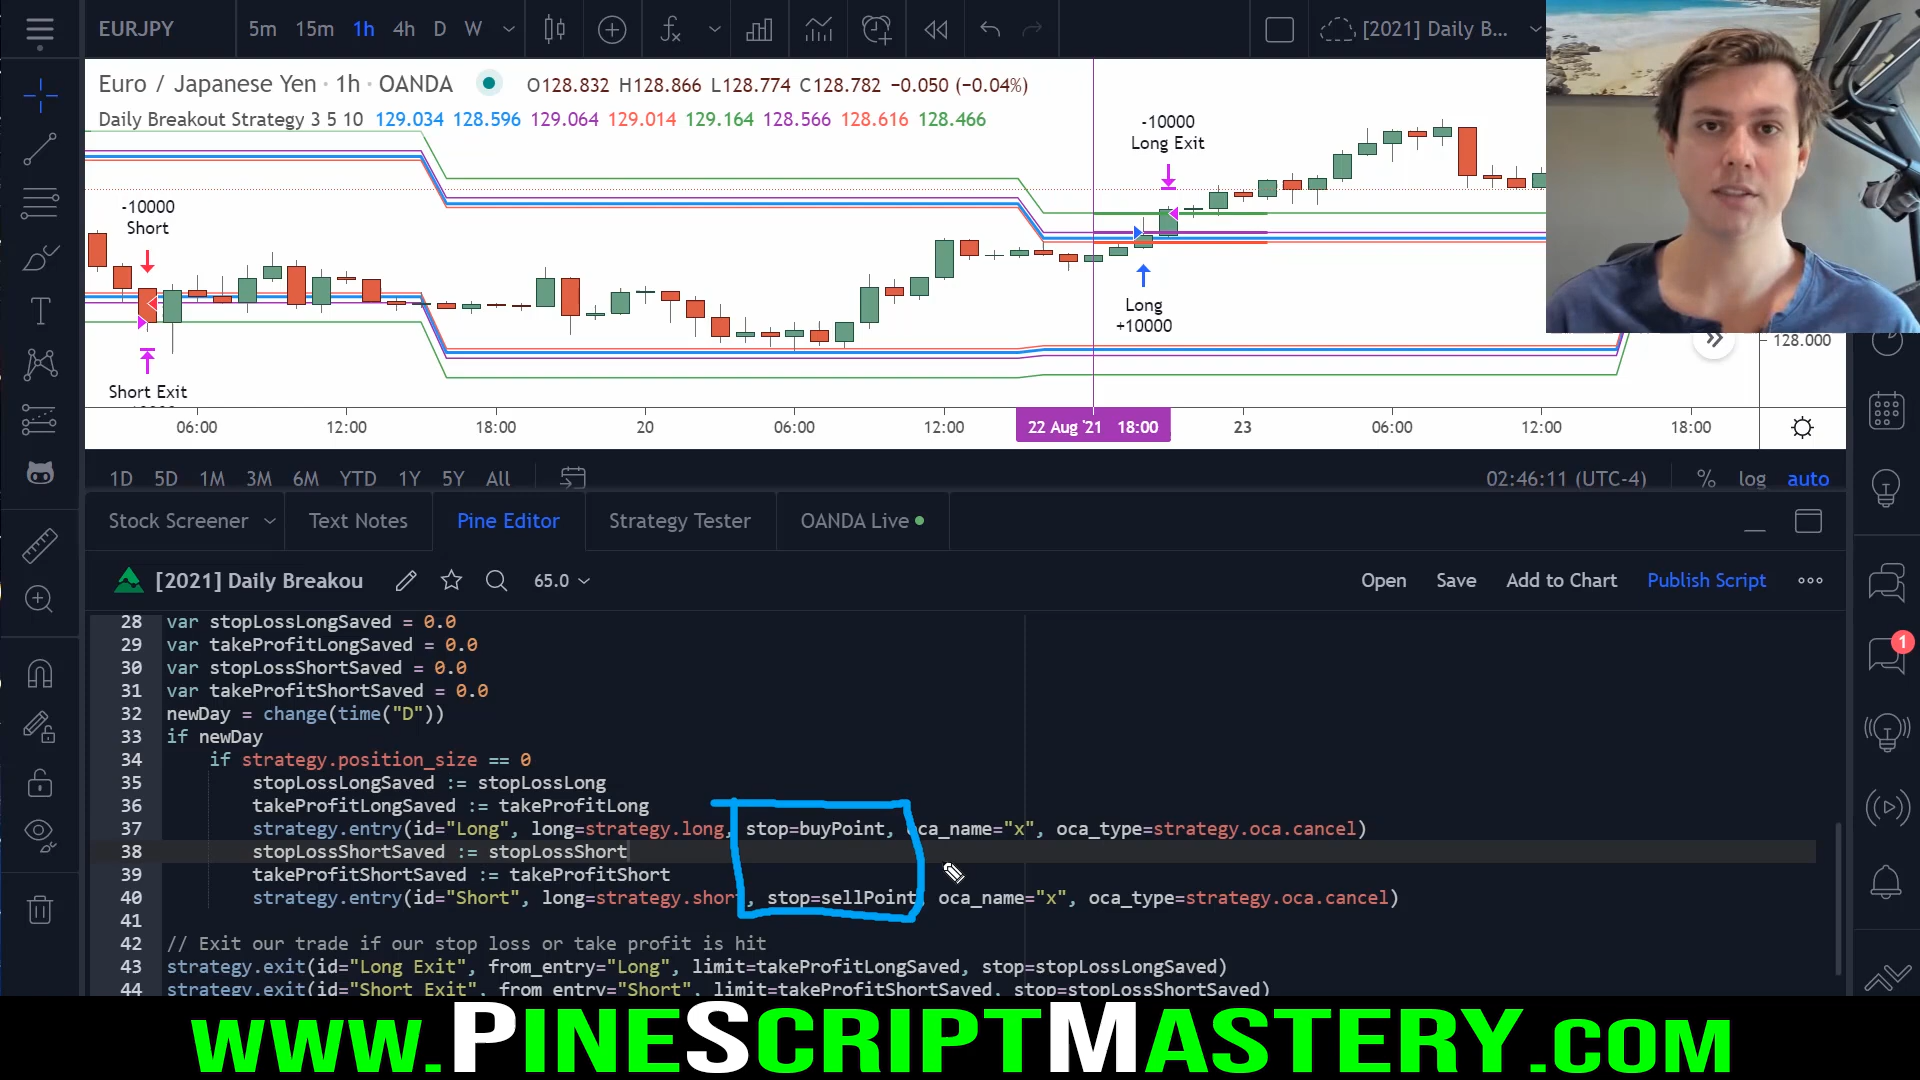 EURJPY 5m 15m 1h 4h D W [2021] Daily B...
Euro / Japanese Yen · 1h · OANDA O128.832 H128.866 L128.774 C128.782 −0.050 (−0.04%)
Daily Breakout Strategy 3 5 10 129.034 128.596 129.064 129.014 129.164 128.566 128.616 128.466
-10000
Long Exit
-10000
Short
Long
+10000
Short Exit
128.000
06:00 12:00 18:00 20 06:00 12:00 22 Aug '21 18:00 23 06:00 12:00 18:00
1D 5D 1M 3M 6M YTD 1Y 5Y All 02:46:11 (UTC-4) % log auto
Stock Screener Text Notes Pine Editor Strategy Tester OANDA Live
[2021] Daily Breakou 65.0 Open Save Add to Chart Publish Script
1
28 var stopLossLongSaved = 0.0
29 var takeProfitLongSaved = 0.0
30 var stopLossShortSaved = 0.0
31 var takeProfitShortSaved = 0.0
32 newDay = change(time("D"))
33 if newDay
34 if strategy.position_size == 0
35 stopLossLongSaved := stopLossLong
36 takeProfitLongSaved := takeProfitLong
37 strategy.entry(id="Long", long=strategy.long, stop=buyPoint, oca_name="x", oca_type=strategy.oca.cancel)
38 stopLossShortSaved := stopLossShort
39 takeProfitShortSaved := takeProfitShort
40 strategy.entry(id="Short", long=strategy.short, stop=sellPoint, oca_name="x", oca_type=strategy.oca.cancel)
41
42 // Exit our trade if our stop loss or take profit is hit
43 strategy.exit(id="Long Exit", from_entry="Long", limit=takeProfitLongSaved, stop=stopLossLongSaved)
44 strategy.exit(id="Short Exit", from_entry="Short", limit=takeProfitShortSaved, stop=stopLossShortSaved)
www.PineScriptMastery.com